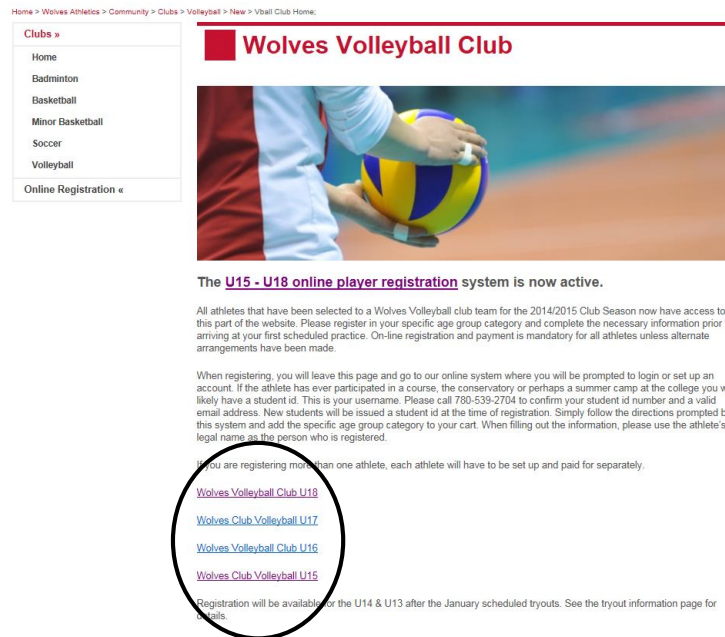 Home > Wolves Athletics > Community > Clubs > Volleyball > New > Vball Club Home;
Clubs »
Home
Badminton
Basketball
Minor Basketball
Soccer
Volleyball
Online Registration «
Wolves Volleyball Club
The U15 - U18 online player registration system is now active.
All athletes that have been selected to a Wolves Volleyball club team for the 2014/2015 Club Season now have access to
this part of the website. Please register in your specific age group category and complete the necessary information prior
arriving at your first scheduled practice. On-line registration and payment is mandatory for all athletes unless alternate
arrangements have been made.
When registering, you will leave this page and go to our online system where you will be prompted to login or set up an
account. If the athlete has ever participated in a course, the conservatory or perhaps a summer camp at the college you
likely have a student id. This is your username. Please call 780-539-2704 to confirm your student id number and a valid
email address. New students will be issued a student id at the time of registration. Simply follow the directions prompted
this system and add the specific age group category to your cart. When filling out the information, please use the athlete's
legal name as the person who is registered.
If you are registering more than one athlete, each athlete will have to be set up and paid for separately.
Wolves Volleyball Club U18
Wolves Club Volleyball U17
Wolves Volleyball Club U16
Wolves Club Volleyball U15
Registration will be available for the U14 & U13 after the January scheduled tryouts. See the tryout information page for
details.